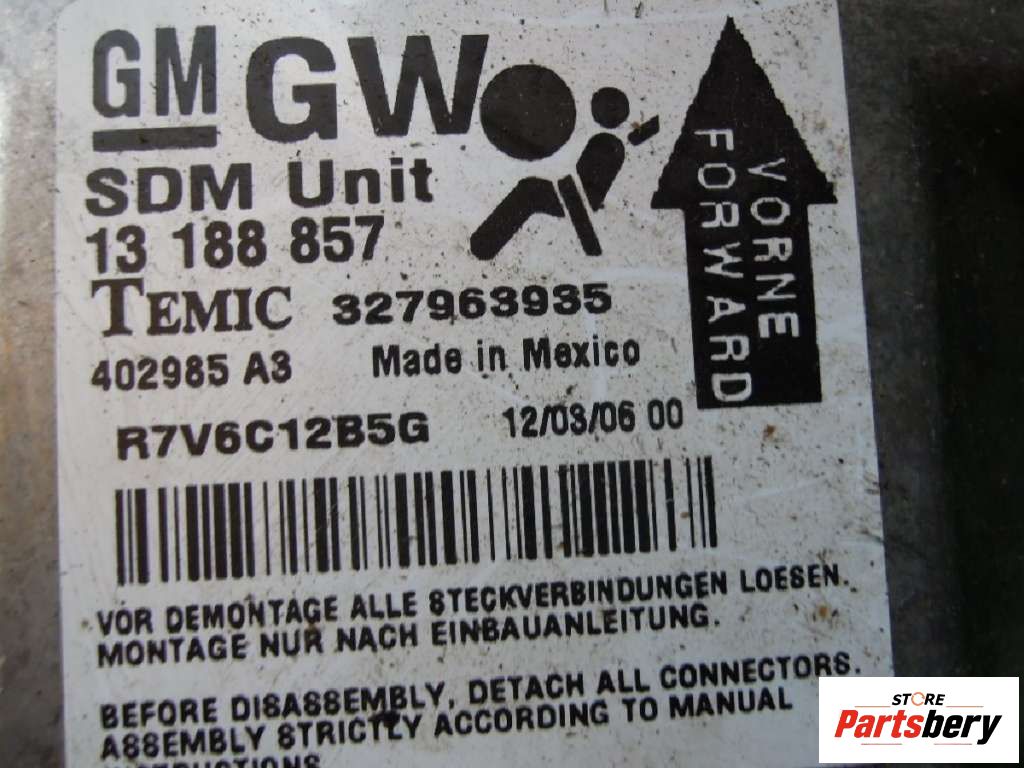 GM GW
SDM Unit
13 188 857
TEMIC 327963935
402985 A3 Made in Mexico
R7V6C12B5G 12/03/06 00
VORNE
FORWARD
VOR DEMONTAGE ALLE STECKVERBINDUNGEN LOESEN.
MONTAGE NUR NACH EINBAUANLEITUNG.
BEFORE DISASSEMBLY, DETACH ALL CONNECTORS.
ASSEMBLY STRICTLY ACCORDING TO MANUAL
INSTRUCTIONS
STORE
Partsbery